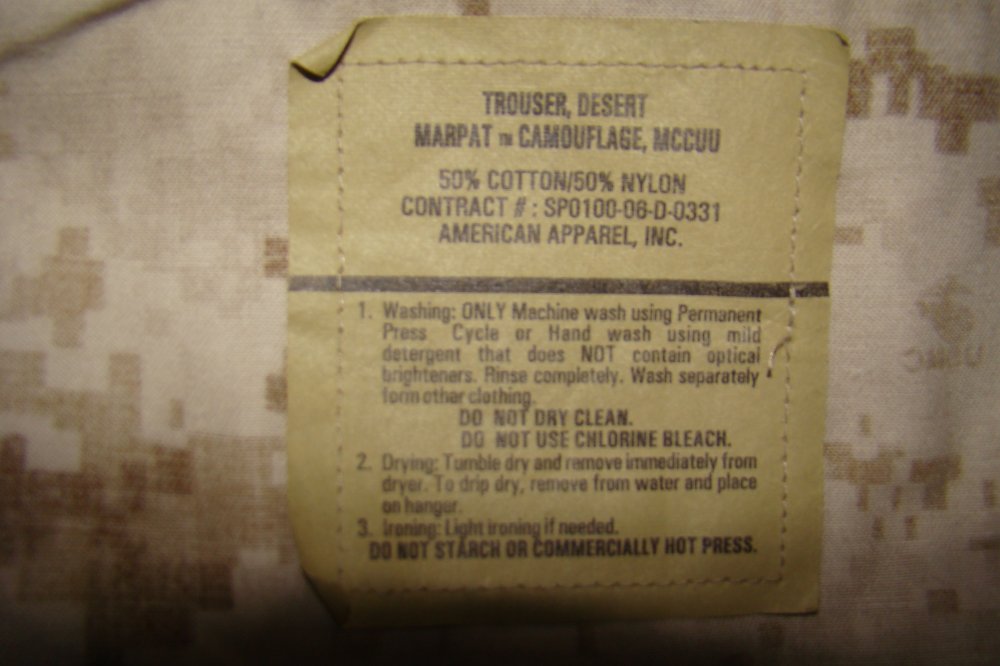 TROUSER, DESERT
MARPAT ™ CAMOUFLAGE, MCCUU
50% COTTON/50% NYLON
CONTRACT # : SP0100-06-D-0331
AMERICAN APPAREL, INC.
1. Washing: ONLY Machine wash using Permanent
Press Cycle or Hand wash using mild
detergent that does NOT contain optical
brighteners. Rinse completely. Wash separately
form other clothing.
DO NOT DRY CLEAN.
DO NOT USE CHLORINE BLEACH.
2. Drying: Tumble dry and remove immediately from
dryer. To drip dry, remove from water and place
on hanger.
3. Ironing: Light ironing if needed.
DO NOT STARCH OR COMMERCIALLY HOT PRESS.